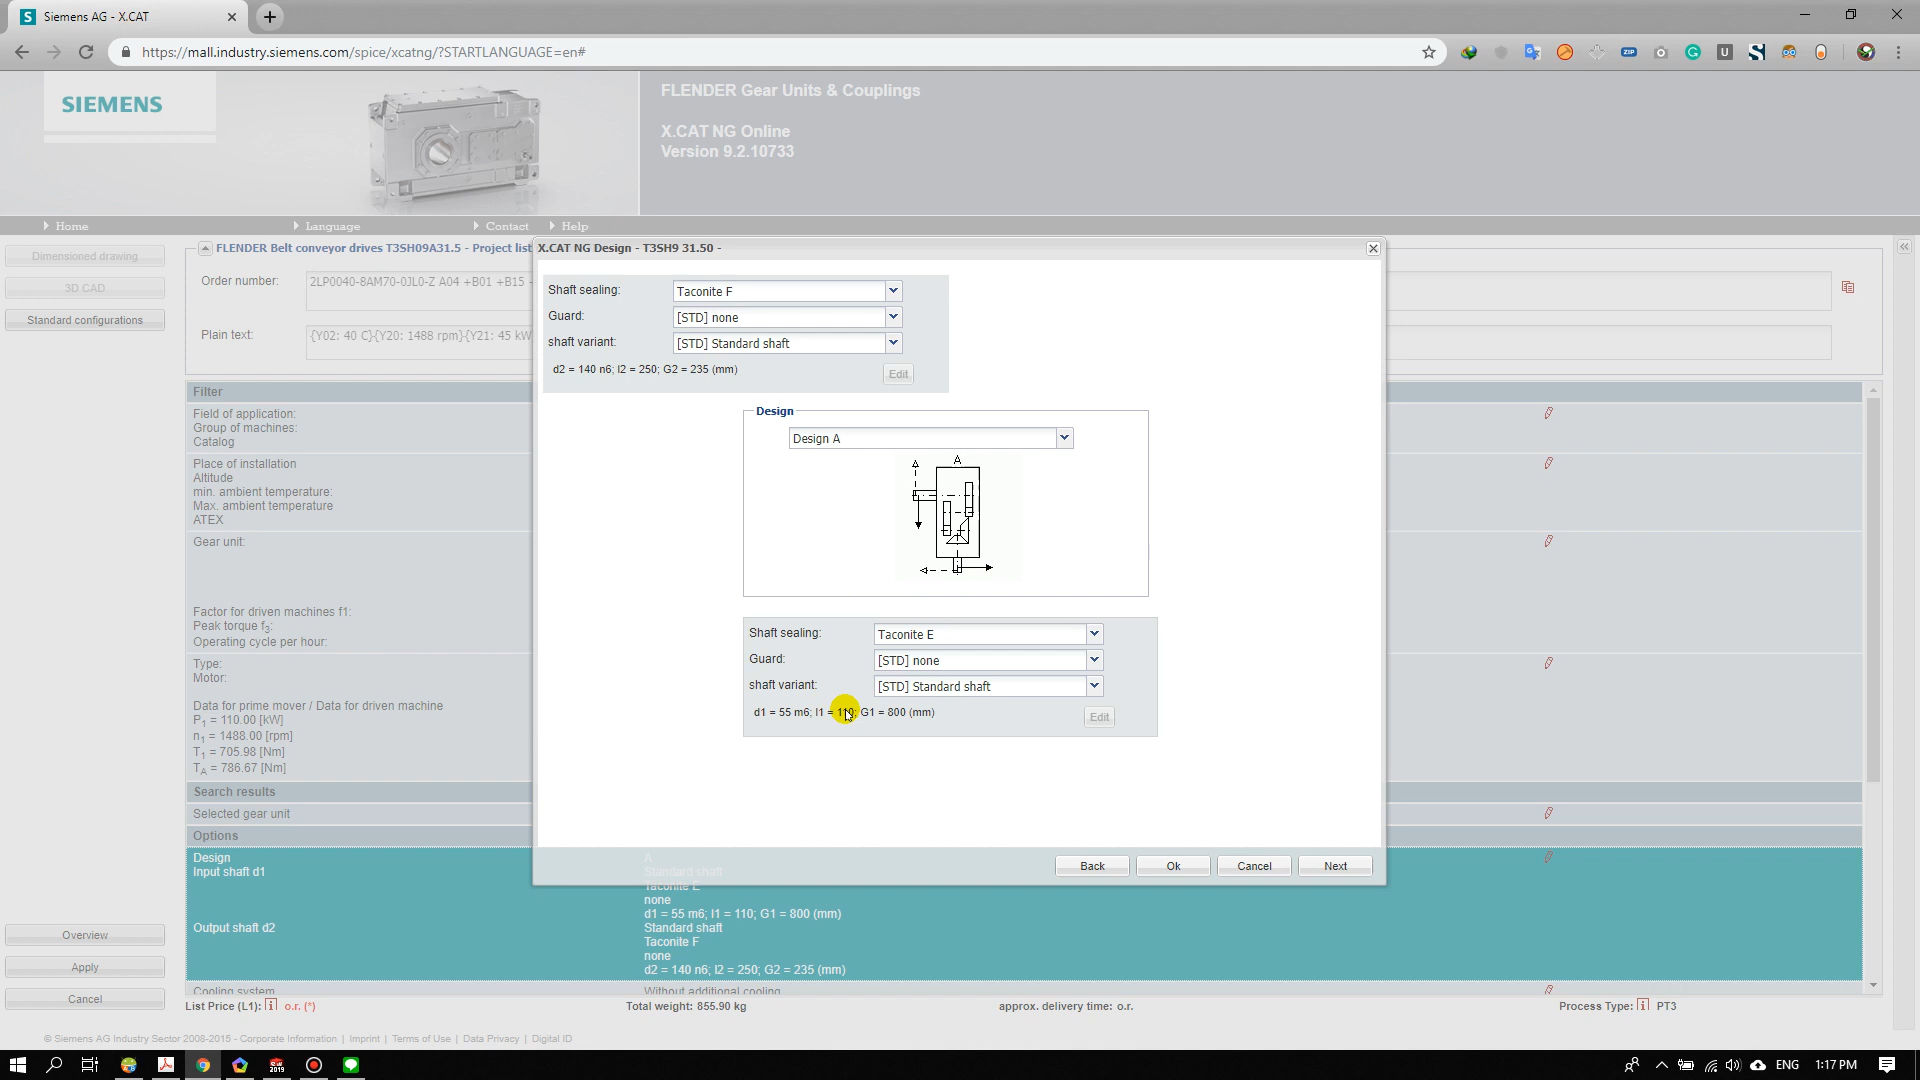 Siemens AG - X.CAT
https://mall.industry.siemens.com/spice/xcatng/?STARTLANGUAGE=en#
SIEMENS
FLENDER Gear Units & Couplings
X.CAT NG Online
Version 9.2.10733
Home
Language
Contact
Help
Dimensioned drawing
3D CAD
Standard configurations
FLENDER Belt conveyor drives T3SH09A31.5 - Project list
Order number:
2LP0040-8AM70-0JL0-Z A04 +B01 +B15 -
Plain text:
{Y02: 40 C}{Y20: 1488 rpm}{Y21: 45 kW
Filter
Field of application:
Group of machines:
Catalog
Place of installation
Altitude
min. ambient temperature:
Max. ambient temperature
ATEX
Gear unit:
Factor for driven machines f1:
Peak torque f3:
Operating cycle per hour:
Type:
Motor:
Data for prime mover / Data for driven machine
P1 = 110.00 [kW]
n1 = 1488.00 [rpm]
T1 = 705.98 [Nm]
TA = 786.67 [Nm]
Search results
Selected gear unit
Options
Design
A
Input shaft d1
Standard shaft
Taconite E
none
d1 = 55 m6; l1 = 110; G1 = 800 (mm)
Output shaft d2
Standard shaft
Taconite F
none
d2 = 140 n6; l2 = 250; G2 = 235 (mm)
Cooling system
Without additional cooling
X.CAT NG Design - T3SH9 31.50 -
Shaft sealing:
Taconite F
Guard:
[STD] none
shaft variant:
[STD] Standard shaft
d2 = 140 n6; l2 = 250; G2 = 235 (mm)
Edit
Design
Design A
A
Shaft sealing:
Taconite E
Guard:
[STD] none
shaft variant:
[STD] Standard shaft
d1 = 55 m6; l1 = 110; G1 = 800 (mm)
Edit
Back
Ok
Cancel
Next
Overview
Apply
Cancel
List Price (L1):
o.r. (*)
Total weight: 855.90 kg
approx. delivery time: o.r.
Process Type:
PT3
© Siemens AG Industry Sector 2008-2015 - Corporate Information | Imprint | Terms of Use | Data Privacy | Digital ID
2019
ENG
1:17 PM